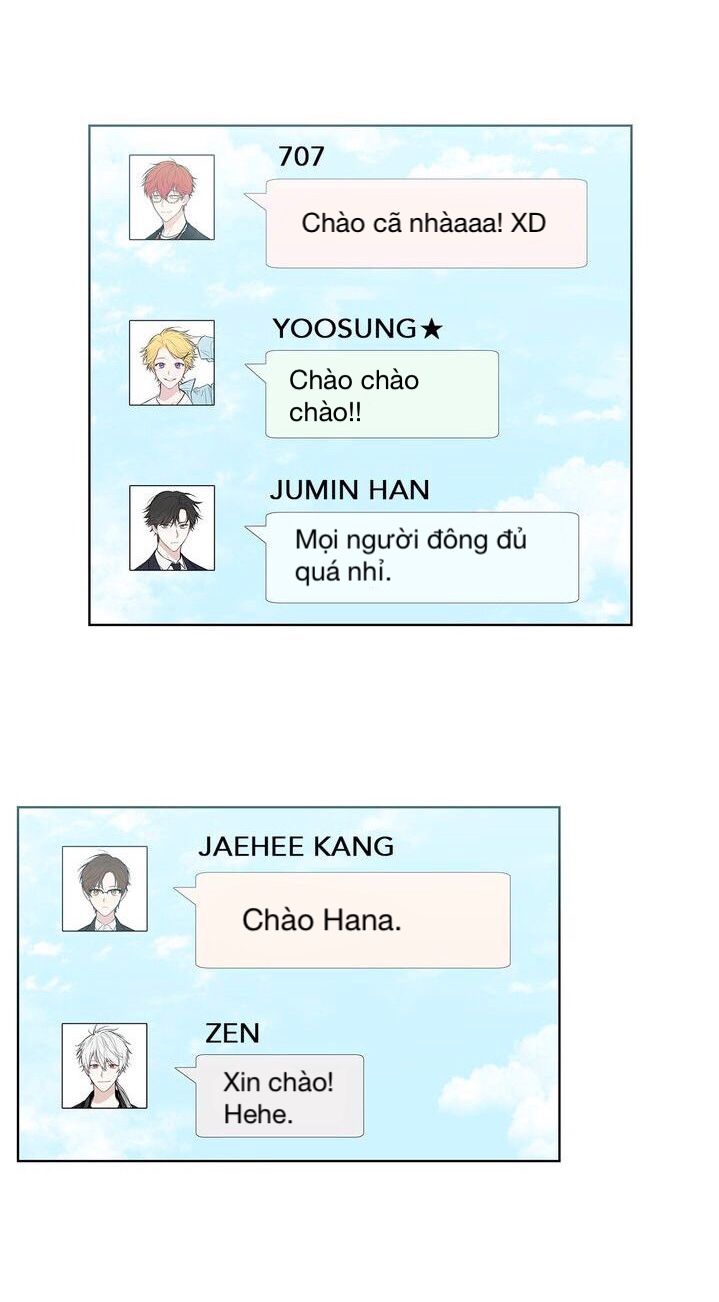 707
Chào cã nhàaaa! XD
YOOSUNG★
Chào chào
chào!!
JUMIN HAN
Mọi người đông đủ
quá nhỉ.
JAEHEE KANG
Chào Hana.
ZEN
Xin chào!
Hehe.